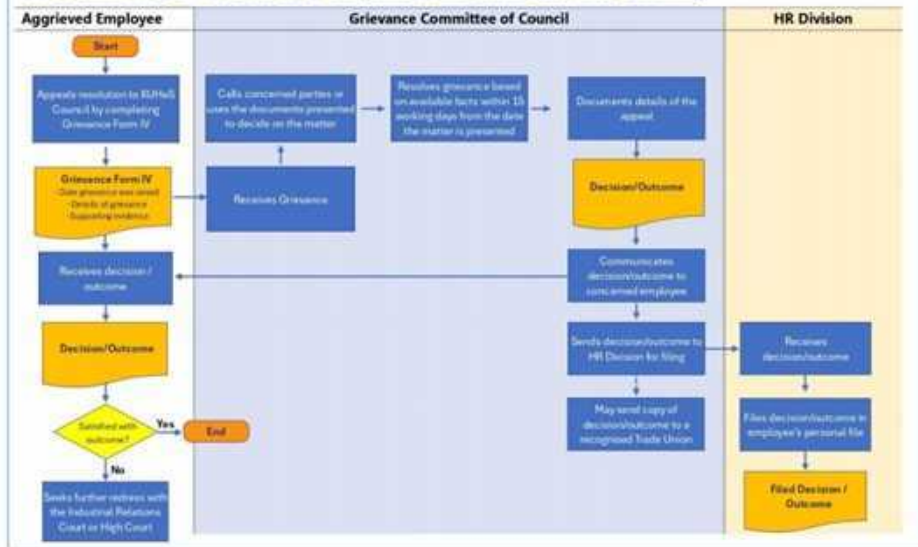 Aggrieved Employee
Grievance Committee of Council
HR Division
Start
Appeals resolution to KUHeS
Council by completing
Grievance Form IV
Calls concerned parties or
uses the documents presented
to decide on the matter
Resolves grievance based
on available facts within 15
working days from the date
the matter is presented
Documents details of the
appeal
Grievance Form IV
- Date grievance was raised
- Details of grievance
- Supporting evidence
Receives Grievance
Decision/Outcome
Receives decision /
outcome
Communicates
decision/outcome to
concerned employee
Decision/Outcome
Sends decision/outcome to
HR Division for filing
Receives
decision/outcome
Satisfied with
outcome?
Yes
End
May send copy of
decision/outcome to a
recognised Trade Union
Files decision/outcome in
employee's personal file
No
Seeks further redress with
the Industrial Relations
Court or High Court
Filed Decision /
Outcome